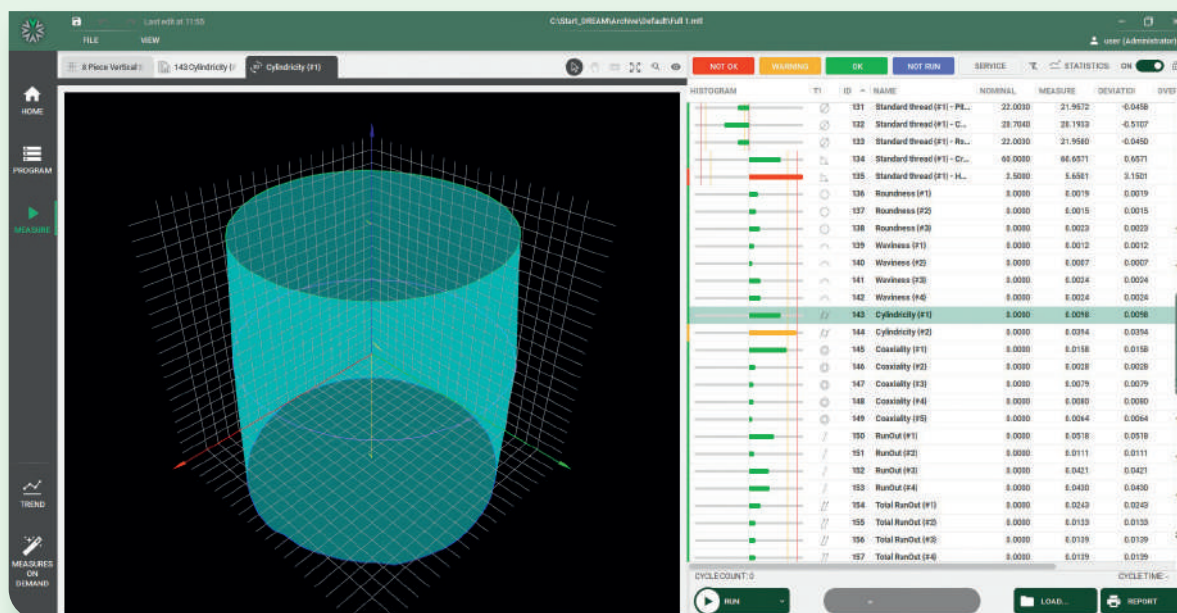 Last edit at 11:55
C:\Start_DREAM\Archive\Default\Full 1.mtl
FILE VIEW
user (Administrator)
8 Piece Vertical 143 Cylindricity Cylindricity (#1)
NOT OK WARNING OK NOT RUN SERVICE STATISTICS ON
HISTOGRAM ID NAME NOMINAL MEASURE DEVIATI OVER
131 Standard thread (#1) - Pit... 22.0030 21.9572 -0.0458
132 Standard thread (#1) - C... 28.7040 28.1933 -0.5107
133 Standard thread (#1) - Ro... 22.0030 21.9580 -0.0450
134 Standard thread (#1) - Cr... 60.0000 60.6571 0.6571
135 Standard thread (#1) - H... 2.5000 5.6501 3.1501
136 Roundness (#1) 0.0000 0.0019 0.0019
137 Roundness (#2) 0.0000 0.0015 0.0015
138 Roundness (#3) 0.0000 0.0023 0.0023
139 Waviness (#1) 0.0000 0.0012 0.0012
140 Waviness (#2) 0.0000 0.0007 0.0007
141 Waviness (#3) 0.0000 0.0024 0.0024
142 Waviness (#4) 0.0000 0.0024 0.0024
143 Cylindricity (#1) 0.0000 0.0098 0.0098
144 Cylindricity (#2) 0.0000 0.0394 0.0394
145 Coaxiality (#1) 0.0000 0.0158 0.0158
146 Coaxiality (#2) 0.0000 0.0028 0.0028
147 Coaxiality (#3) 0.0000 0.0079 0.0079
148 Coaxiality (#4) 0.0000 0.0080 0.0080
149 Coaxiality (#5) 0.0000 0.0064 0.0064
150 RunOut (#1) 0.0000 0.0518 0.0518
151 RunOut (#2) 0.0000 0.0111 0.0111
152 RunOut (#3) 0.0000 0.0421 0.0421
153 RunOut (#4) 0.0000 0.0430 0.0430
154 Total RunOut (#1) 0.0000 0.0243 0.0243
155 Total RunOut (#2) 0.0000 0.0133 0.0133
156 Total RunOut (#3) 0.0000 0.0139 0.0139
157 Total RunOut (#4) 0.0000 0.0139 0.0139
HOME
PROGRAM
MEASURE
TREND
MEASURES
ON
DEMAND
CYCLE COUNT: 0 CYCLE TIME: -
RUN - LOAD... REPORT